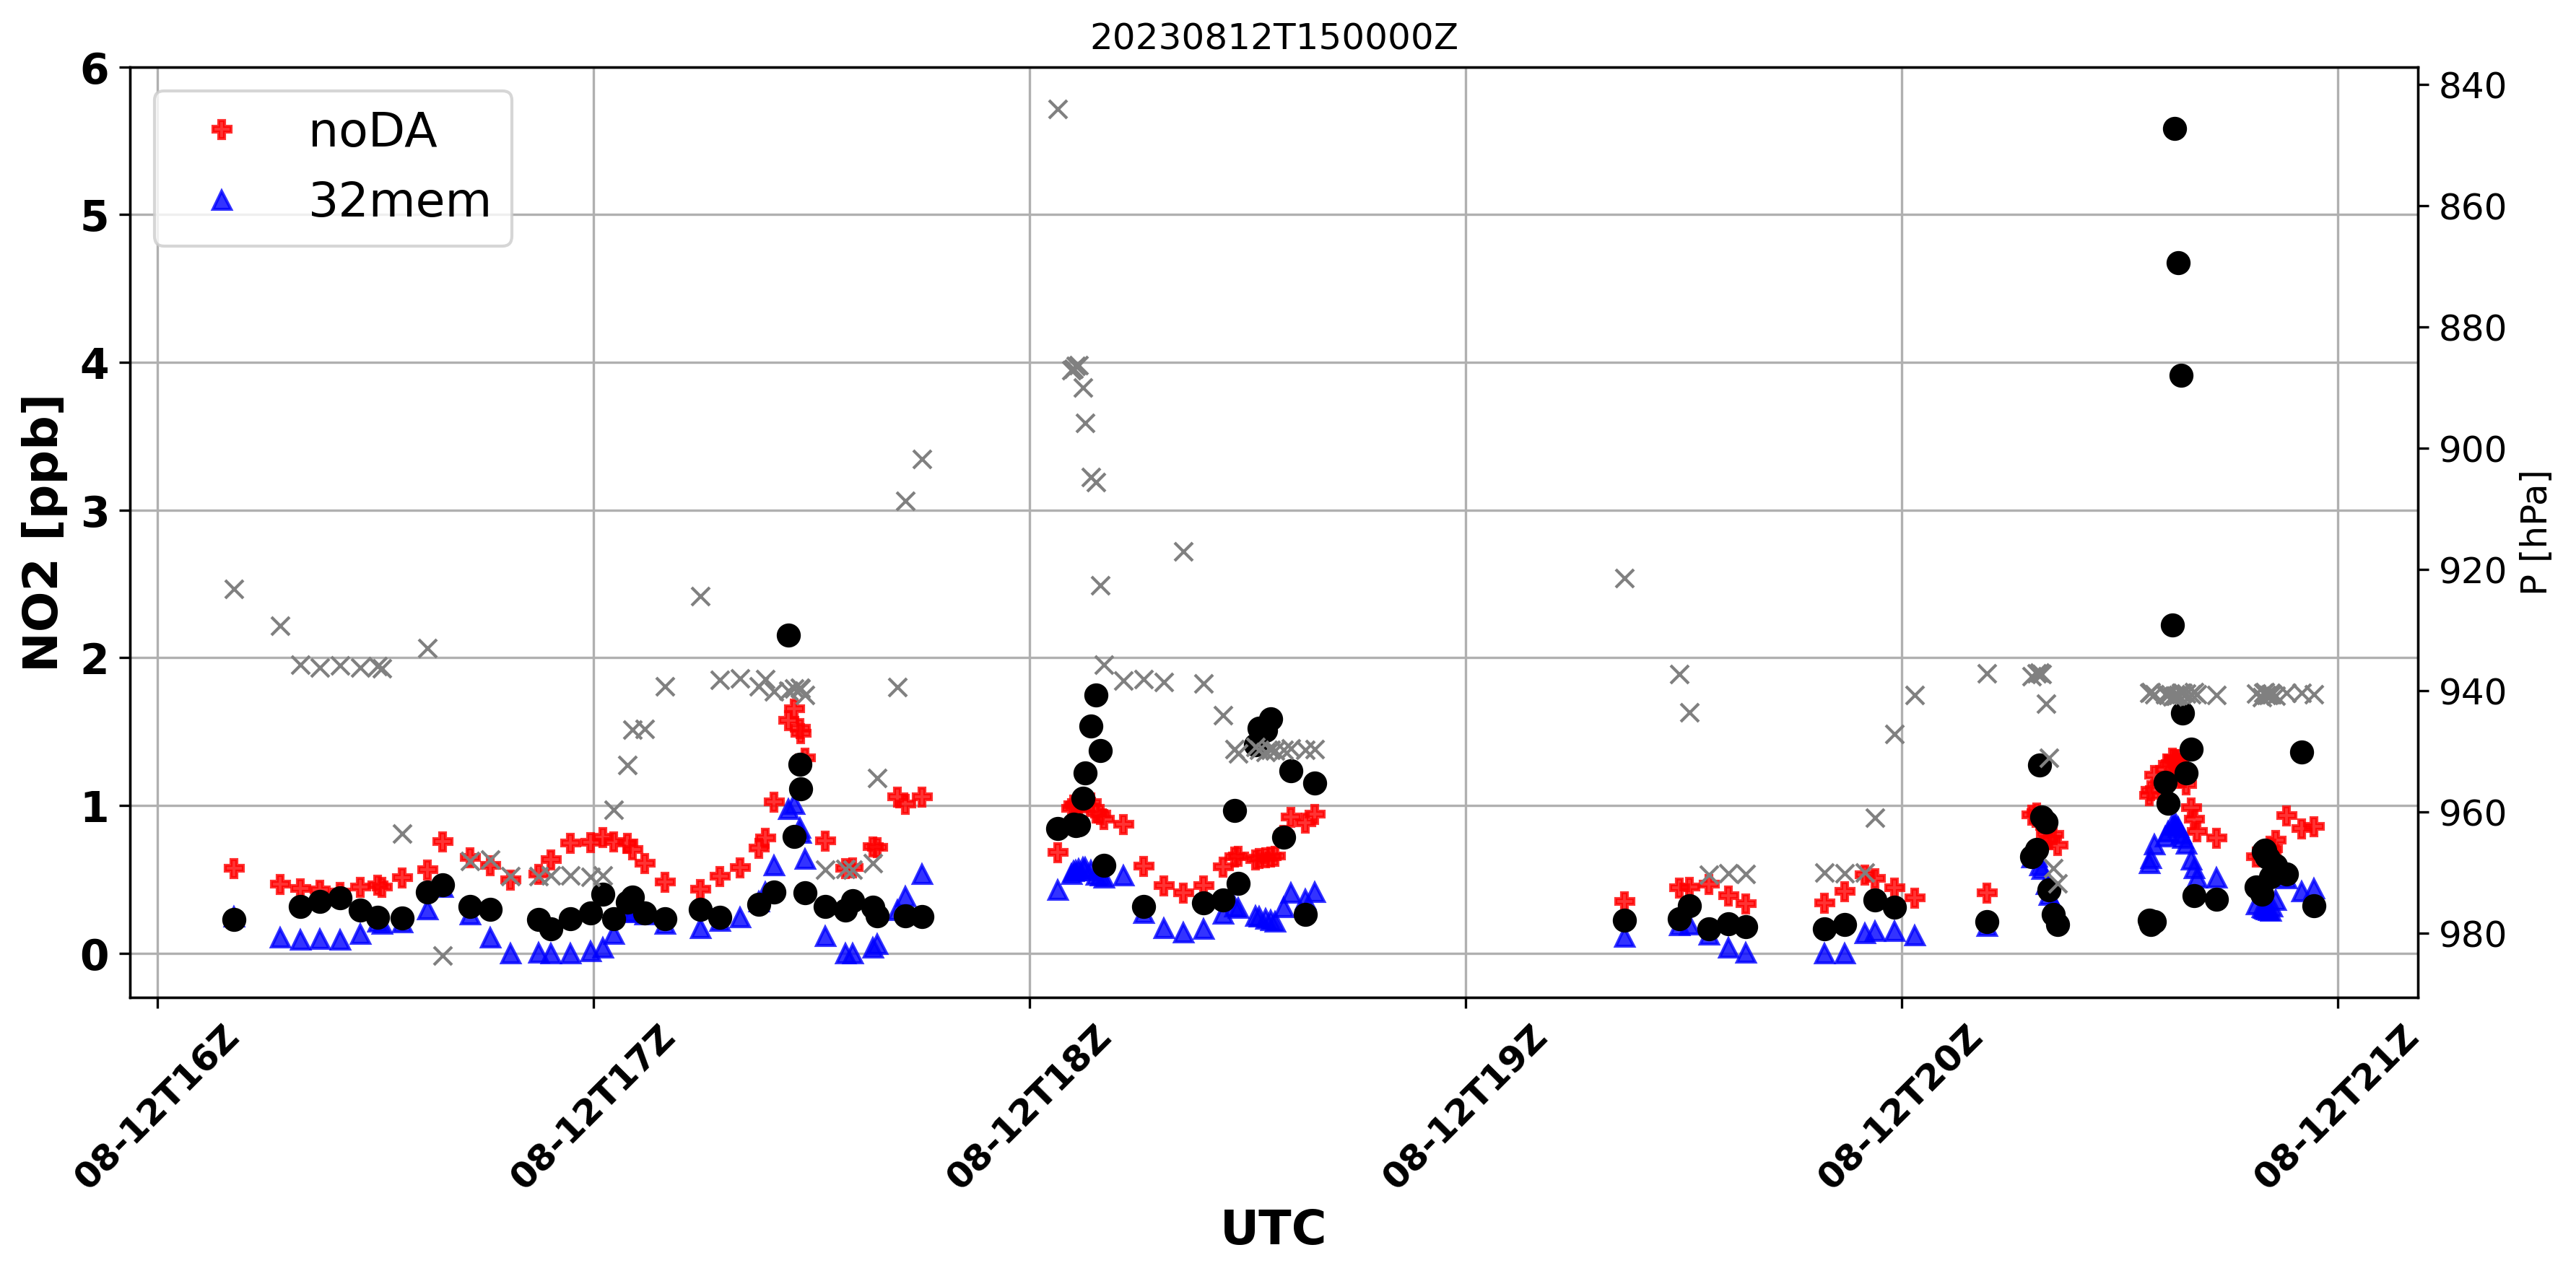 20230812T150000Z
noDA
32mem
NO2 [ppb]
6
5
4
3
2
1
0
840
860
880
900
920
940
960
980
P [hPa]
08-12T16Z
08-12T17Z
08-12T18Z
08-12T19Z
08-12T20Z
08-12T21Z
UTC